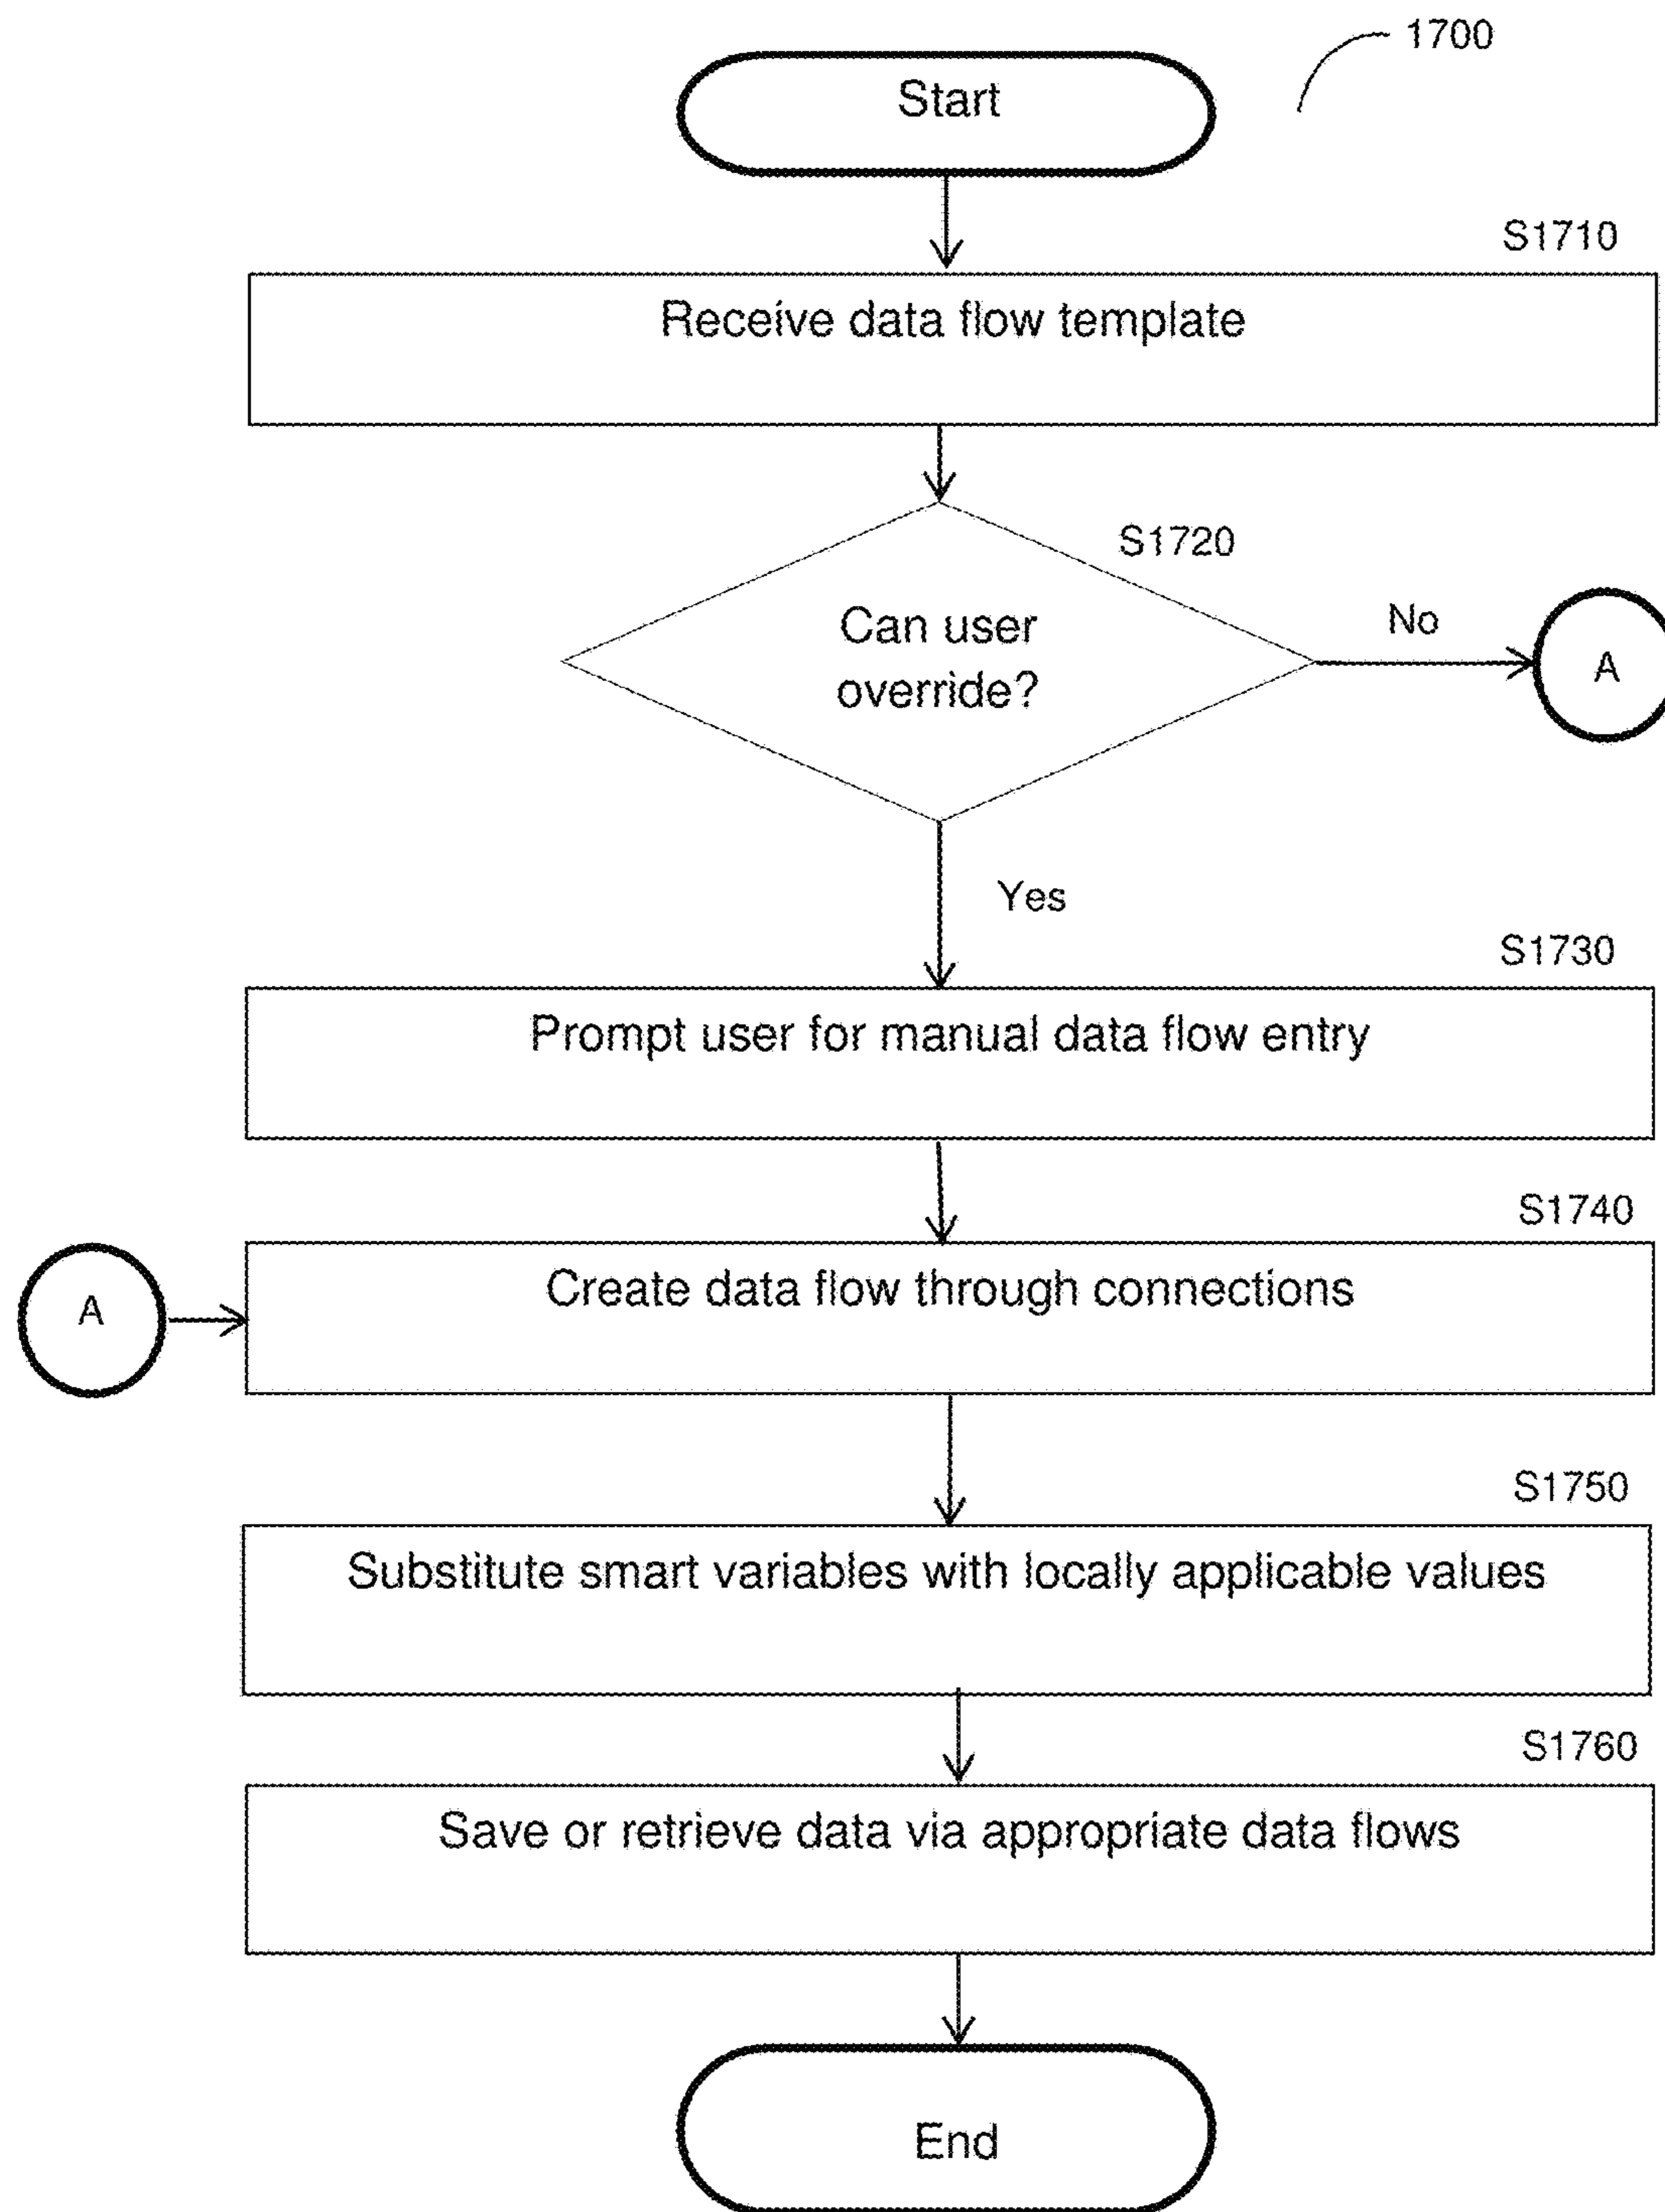 1700
Start
S1710
Receive data flow template
S1720
Can user
override?
No
A
Yes
S1730
Prompt user for manual data flow entry
S1740
A
Create data flow through connections
S1750
Substitute smart variables with locally applicable values
S1760
Save or retrieve data via appropriate data flows
End